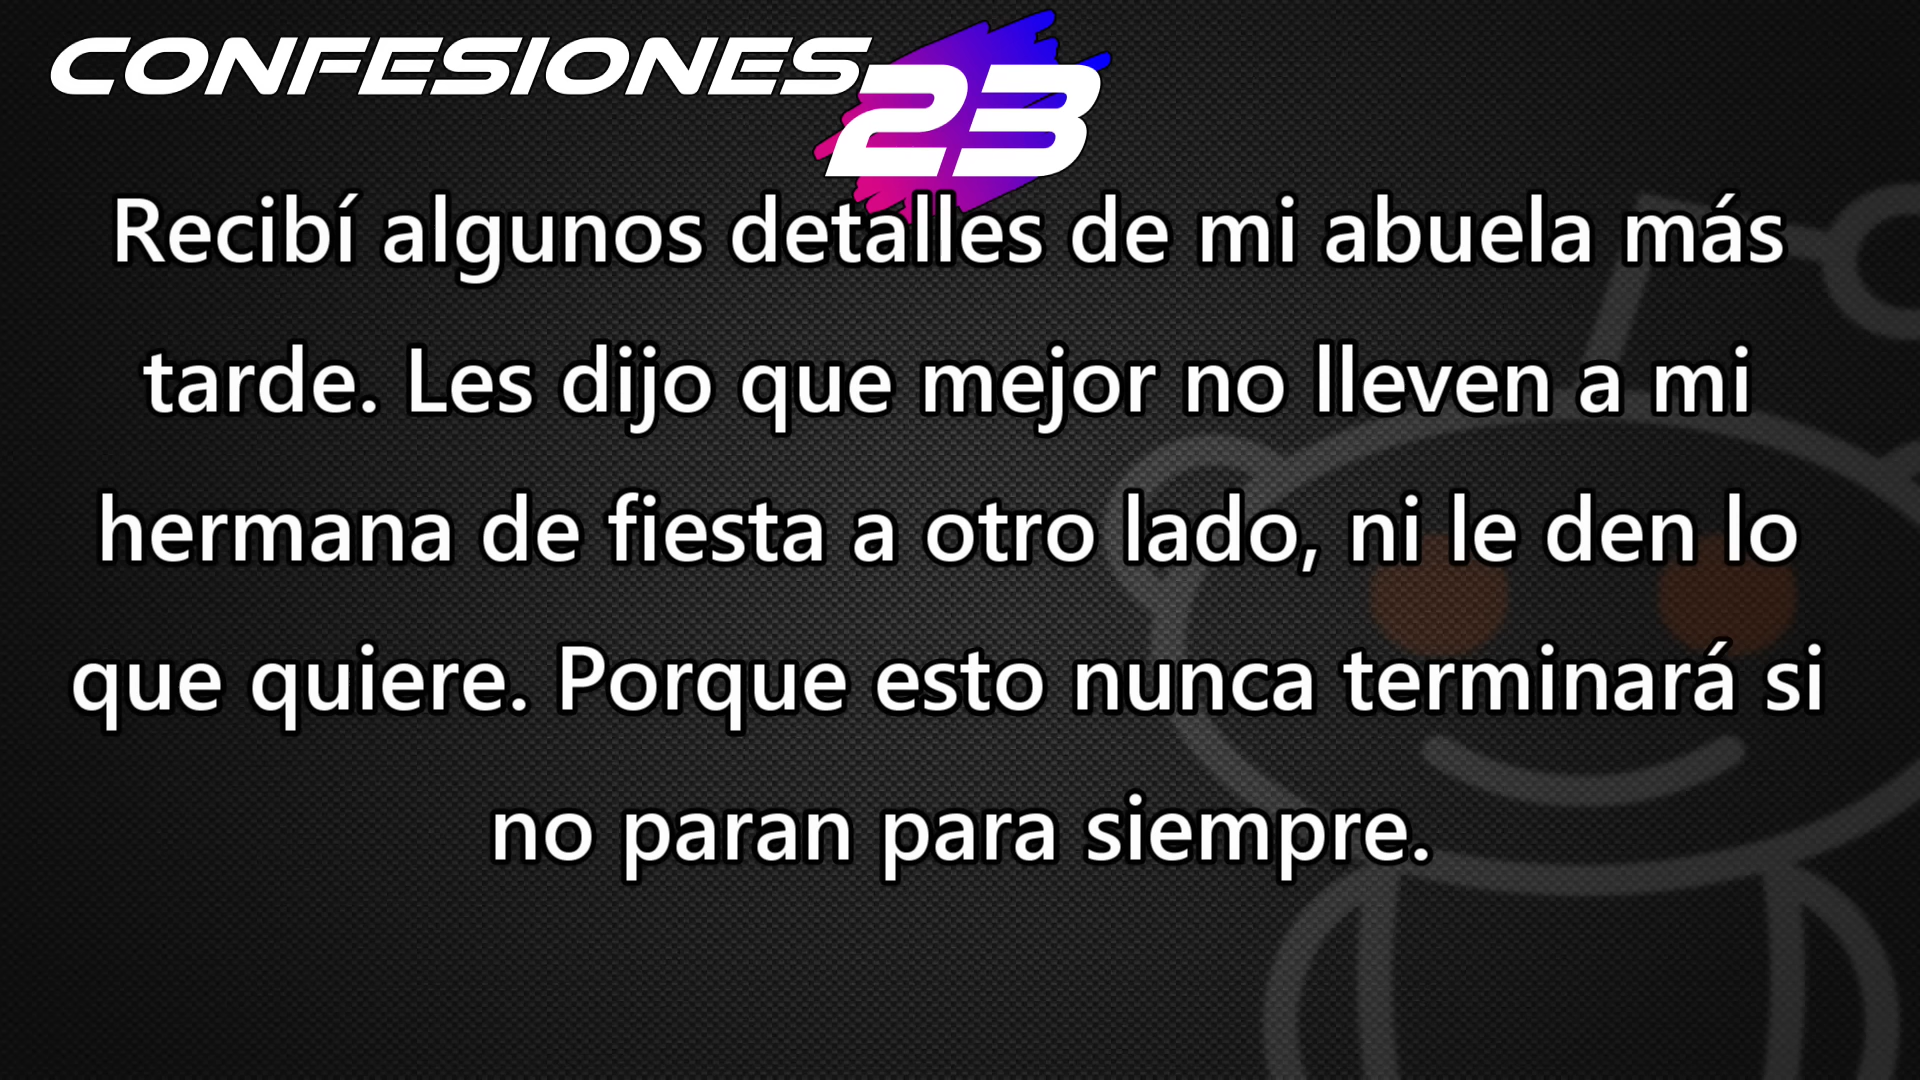 CONFESIONES
23
Recibí algunos detalles de mi abuela más
tarde. Les dijo que mejor no lleven a mi
hermana de fiesta a otro lado, ni le den lo
que quiere. Porque esto nunca terminará si
no paran para siempre.